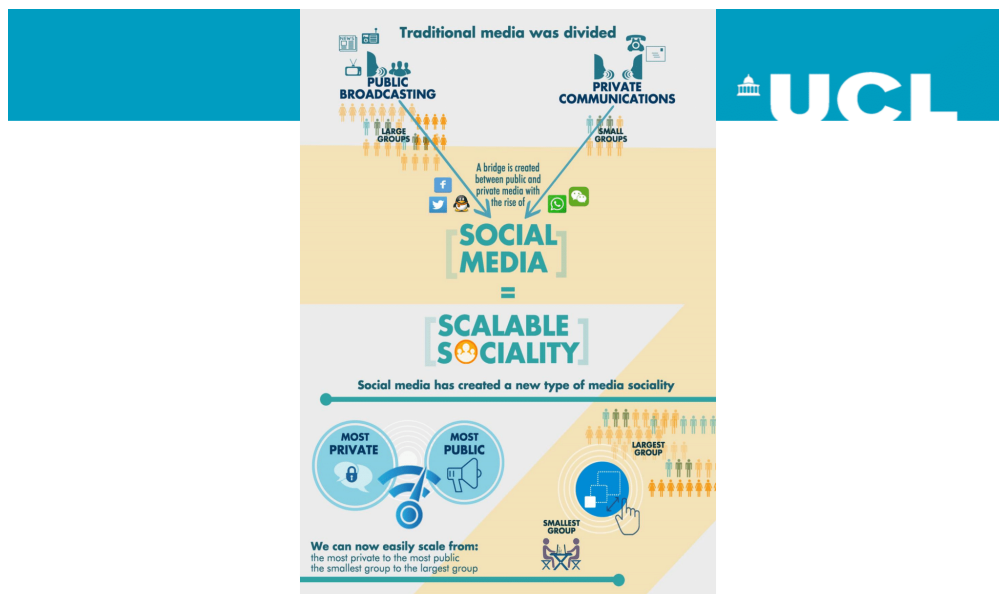 Traditional media was divided
NEWS
PUBLIC
BROADCASTING
PRIVATE
COMMUNICATIONS
LARGE
GROUPS
SMALL
GROUPS
A bridge is created
between public and
private media with
the rise of
SOCIAL
MEDIA
=
SCALABLE
SOCIALITY
Social media has created a new type of media sociality
MOST
PRIVATE
MOST
PUBLIC
LARGEST
GROUP
SMALLEST
GROUP
We can now easily scale from:
the most private to the most public
the smallest group to the largest group
UCL